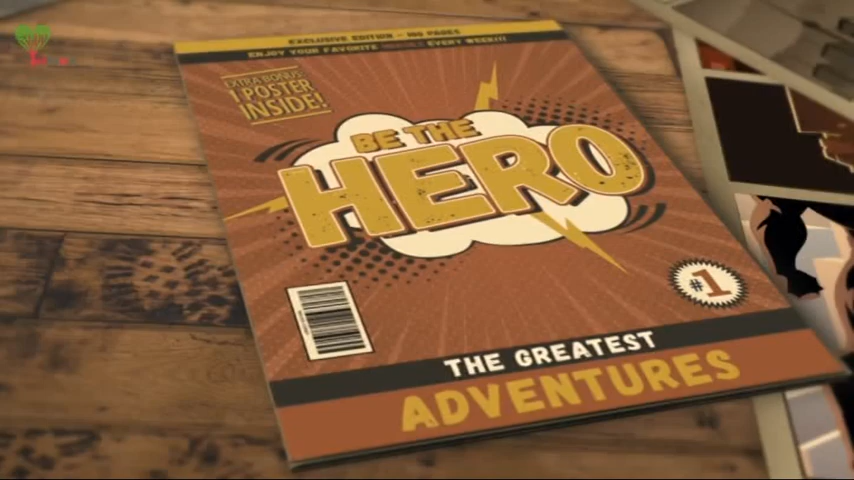 EXCLUSIVE EDITION - 100 PAGES
ENJOY YOUR FAVORITE EVERY WEEK!!!
EXTRA BONUS
1 POSTER
INSIDE!
BE THE
HERO
#1
THE GREATEST
ADVENTURES